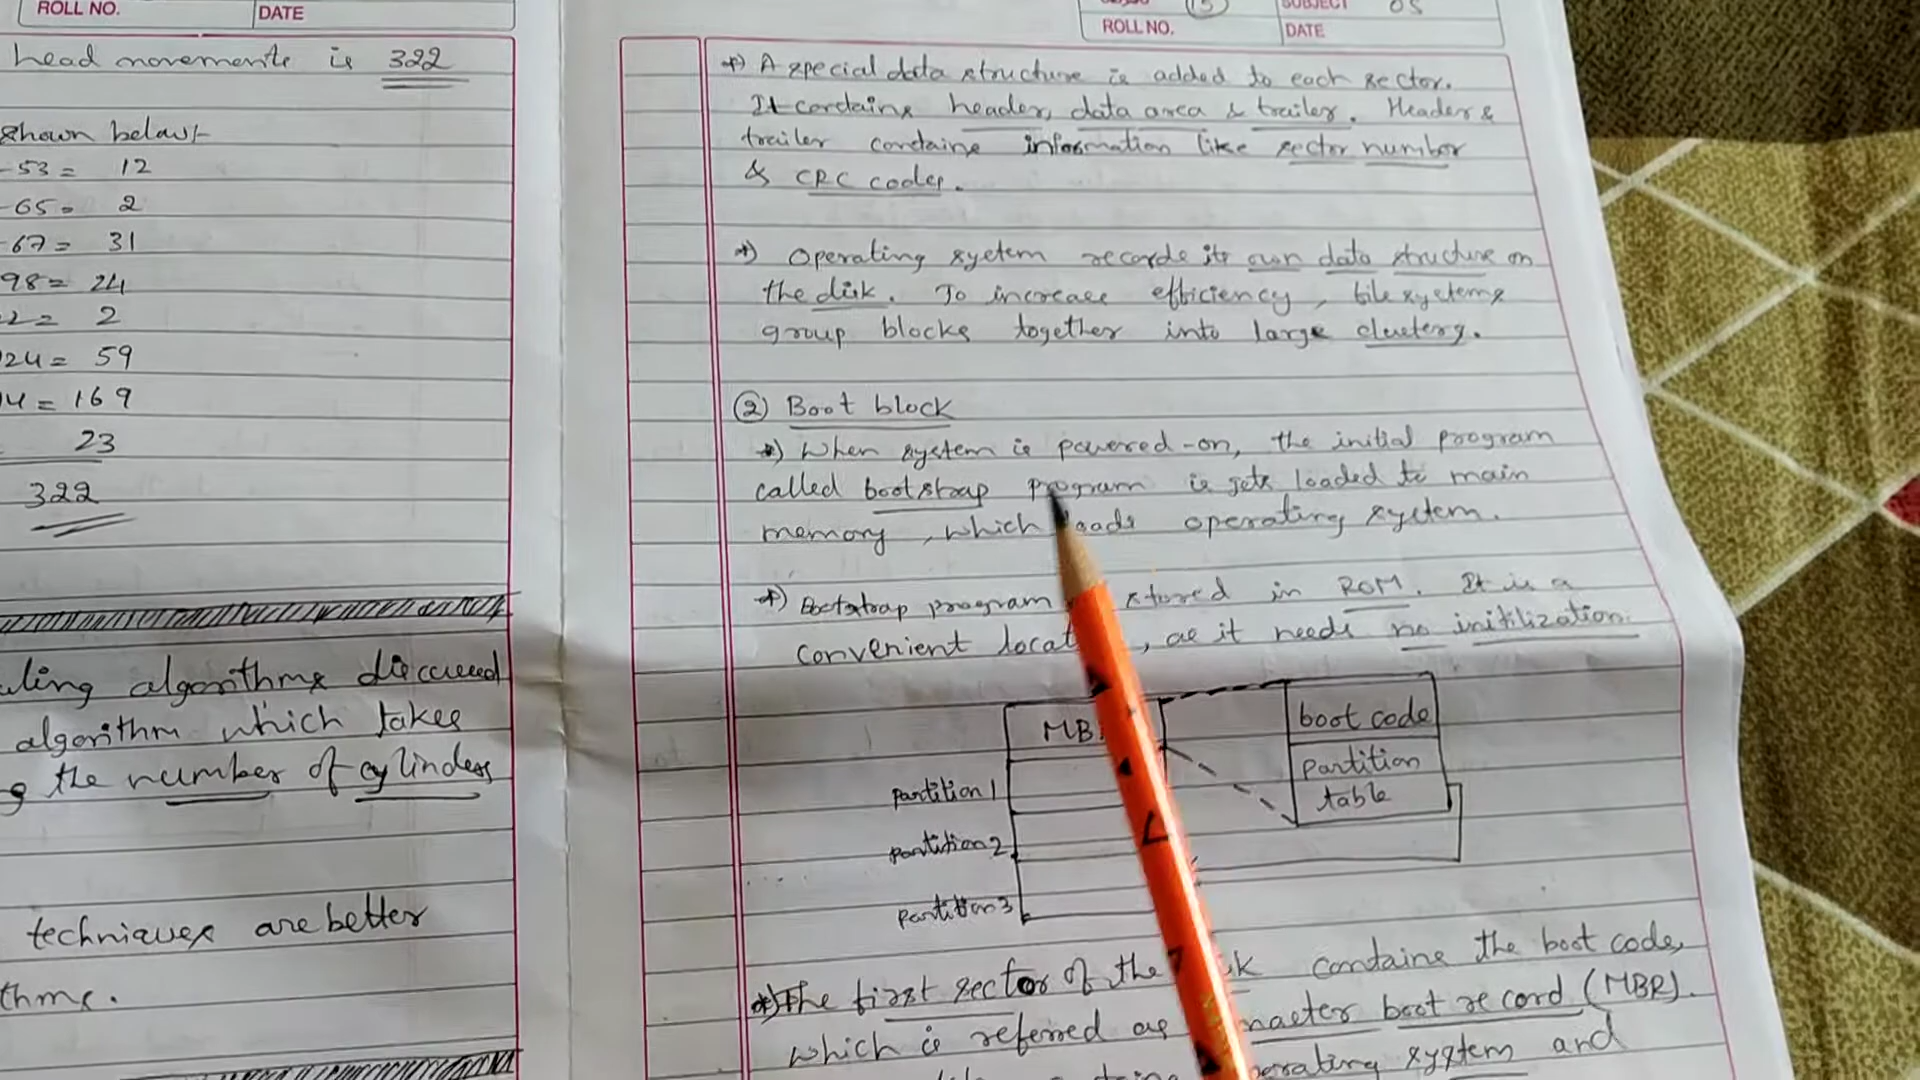 ROLL NO. DATE
head movements is 322
shown below:-
-53 = 12
-65 = 2
-67 = 31
98 = 24
22 = 2
24 = 59
4 = 169
23
322
algorithms discussed
algorithm which takes
the number of cylinders
techniques are better
thms.
15 SUBJECT OS
ROLL NO. DATE
*) A special data structure is added to each sector.
It contains header, data area & trailer. Header &
trailer contains information like sector number
& CRC codes.
*) Operating system records its own data structure on
the disk. To increase efficiency, file systems
group blocks together into large clusters.
② Boot block
*) When system is powered-on, the initial program
called bootstrap program is gets loaded to main
memory, which loads operating system.
*) Bootstrap program stored in ROM. It is a
convenient locat , as it needs no initilization.
MB boot code
partition
table
partition 1
partition 2
partition 3
*) The first sector of the contains the boot code,
which is referred as master boot record (MBR).
operating system and